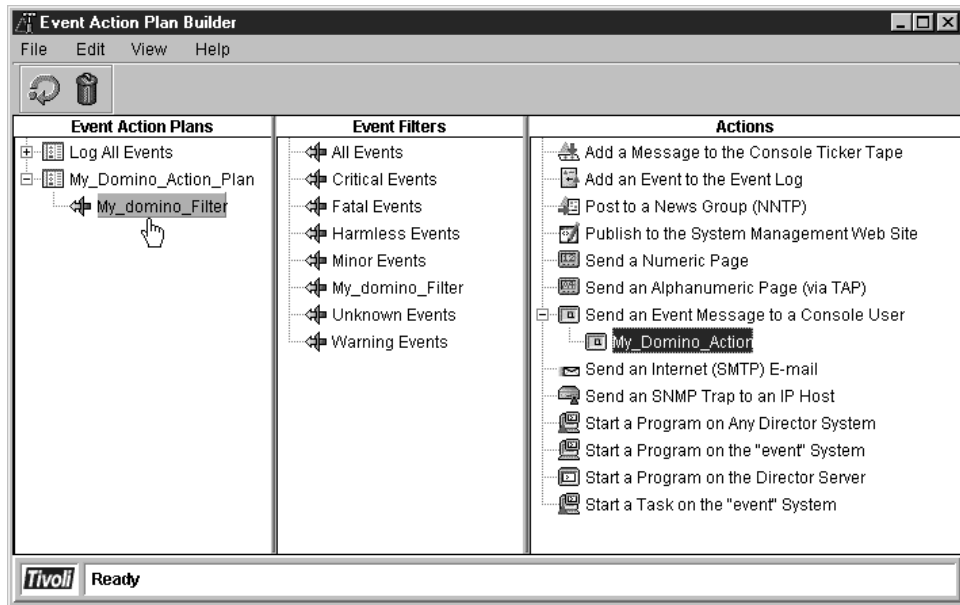 Event Action Plan Builder
File Edit View Help
Event Action Plans
Log All Events
My_Domino_Action_Plan
My_domino_Filter
Event Filters
All Events
Critical Events
Fatal Events
Harmless Events
Minor Events
My_domino_Filter
Unknown Events
Warning Events
Actions
Add a Message to the Console Ticker Tape
Add an Event to the Event Log
Post to a News Group (NNTP)
Publish to the System Management Web Site
Send a Numeric Page
Send an Alphanumeric Page (via TAP)
Send an Event Message to a Console User
My_Domino_Action
Send an Internet (SMTP) E-mail
Send an SNMP Trap to an IP Host
Start a Program on Any Director System
Start a Program on the "event" System
Start a Program on the Director Server
Start a Task on the "event" System
Tivoli Ready